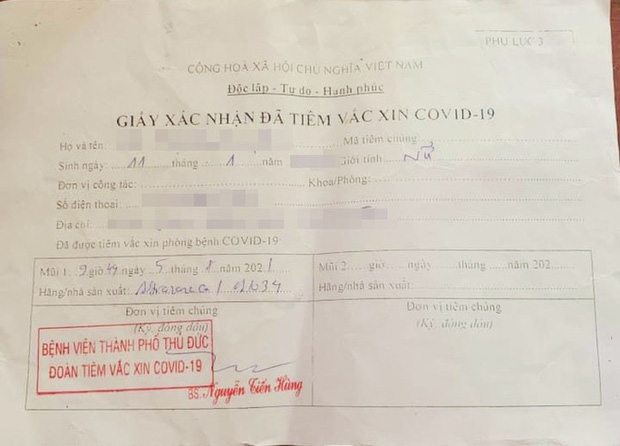 PHỤ LỤC 3
CỘNG HOÀ XÃ HỘI CHỦ NGHĨA VIỆT NAM
Độc lập - Tự do - Hạnh phúc
GIẤY XÁC NHẬN ĐÃ TIÊM VẮC XIN COVID-19
Họ và tên: Mã tiêm chủng
Sinh ngày: 11 tháng 1 năm Giới tính: Nữ
Đơn vị công tác: Khoa/Phòng:
Số điện thoại:
Địa chỉ:
Đã được tiêm vắc xin phòng bệnh COVID-19:
Mũi 1: 9 giờ ngày 5 tháng 8 năm 2021 Mũi 2: giờ ngày tháng năm 202
Hãng/nhà sản xuất: Hãng/nhà sản xuất:
Đơn vị tiêm chủng Đơn vị tiêm chủng
(Ký, đóng dấu) (Ký, đóng dấu)
BỆNH VIỆN THÀNH PHỐ THỦ ĐỨC
ĐOÀN TIÊM VẮC XIN COVID-19
BS. Nguyễn Tiến Hùng